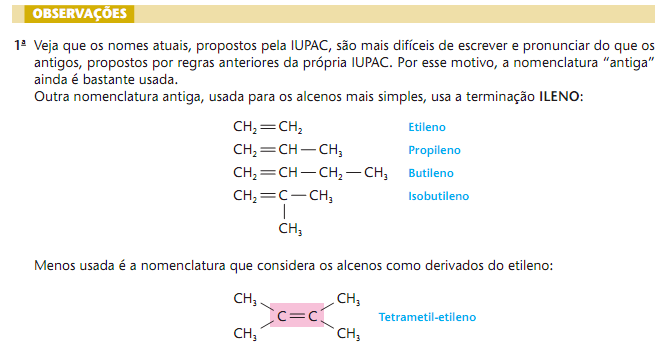 OBSERVAÇÕES
1ª Veja que os nomes atuais, propostos pela IUPAC, são mais difíceis de escrever e pronunciar do que os
antigos, propostos por regras anteriores da própria IUPAC. Por esse motivo, a nomenclatura “antiga”
ainda é bastante usada.
Outra nomenclatura antiga, usada para os alcenos mais simples, usa a terminação ILENO:
CH₂=CH₂ Etileno
CH₂=CH—CH₃ Propileno
CH₂=CH—CH₂—CH₃ Butileno
CH₂=C—CH₃ Isobutileno
CH₃
Menos usada é a nomenclatura que considera os alcenos como derivados do etileno:
CH₃ CH₃
C=C Tetrametil-etileno
CH₃ CH₃